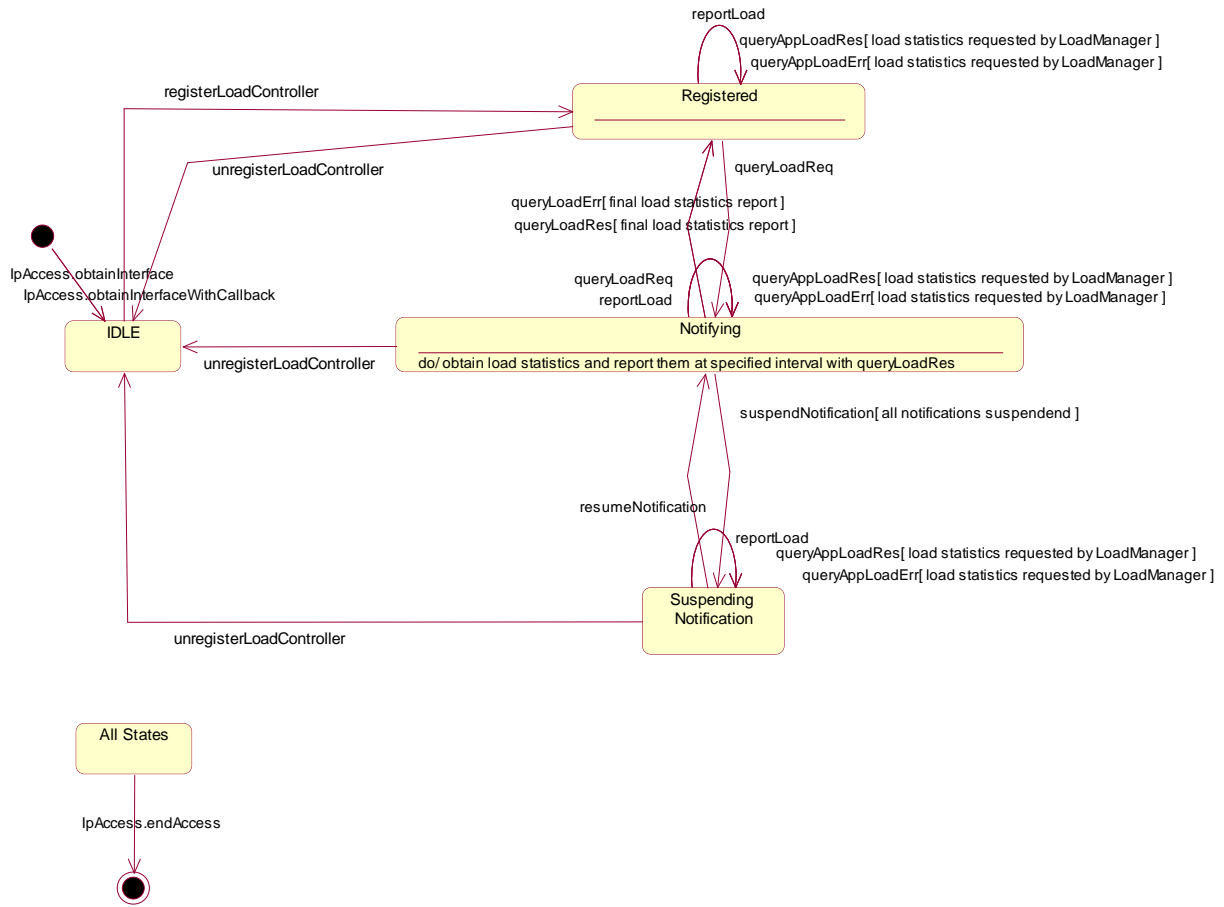 reportLoad
queryAppLoadRes[ load statistics requested by LoadManager ]
queryAppLoadErr[ load statistics requested by LoadManager ]
registerLoadController
Registered
unregisterLoadController
queryLoadReq
queryLoadErr[ final load statistics report ]
queryLoadRes[ final load statistics report ]
IpAccess.obtainInterface
IpAccess.obtainInterfaceWithCallback
queryLoadReq
reportLoad
queryAppLoadRes[ load statistics requested by LoadManager ]
queryAppLoadErr[ load statistics requested by LoadManager ]
IDLE
Notifying
do/ obtain load statistics and report them at specified interval with queryLoadRes
unregisterLoadController
suspendNotification[ all notifications suspendend ]
resumeNotification
reportLoad
queryAppLoadRes[ load statistics requested by LoadManager ]
queryAppLoadErr[ load statistics requested by LoadManager ]
Suspending
Notification
unregisterLoadController
All States
IpAccess.endAccess